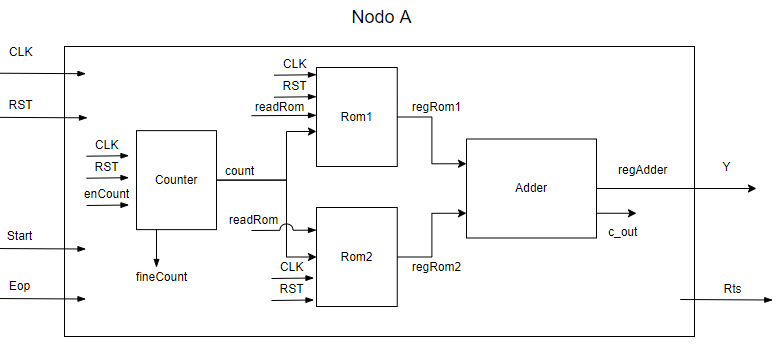 Nodo A
CLK
RST
Start
Eop
CLK
RST
enCount
Counter
fineCount
count
CLK
RST
readRom
Rom1
regRom1
readRom
CLK
RST
Rom2
regRom2
Adder
regAdder
c_out
Y
Rts